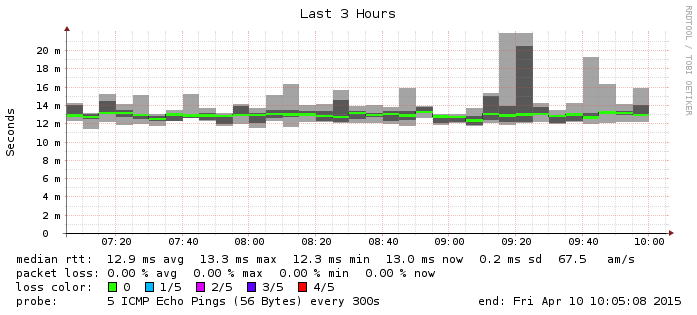 Last 3 Hours
RRDTOOL / TOBI OETIKER
Seconds
20 m
18 m
16 m
14 m
12 m
10 m
8 m
6 m
4 m
2 m
0
07:20 07:40 08:00 08:20 08:40 09:00 09:20 09:40 10:00
median rtt: 12.9 ms avg 13.3 ms max 12.3 ms min 13.0 ms now 0.2 ms sd 67.5 am/s
packet loss: 0.00 % avg 0.00 % max 0.00 % min 0.00 % now
loss color: 0 1/5 2/5 3/5 4/5
probe: 5 ICMP Echo Pings (56 Bytes) every 300s end: Fri Apr 10 10:05:08 2015